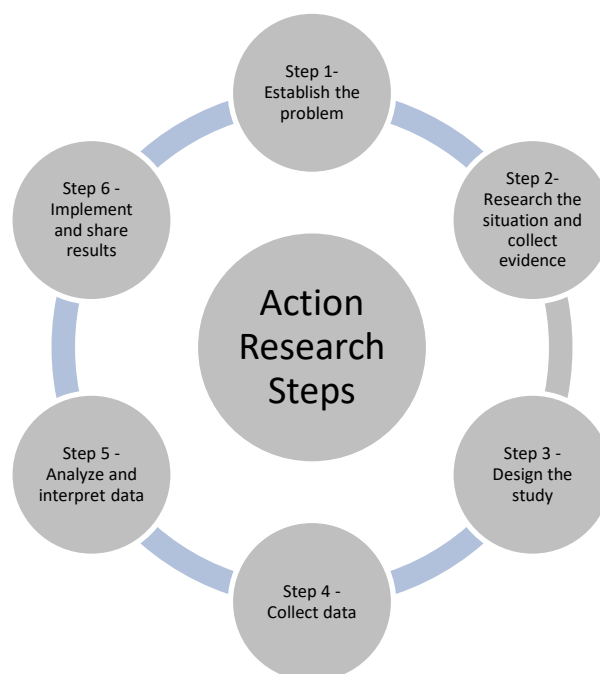 Step 1-
Establish the
problem
Step 2-
Research the
situation and
collect
evidence
Step 3 -
Design the
study
Step 4 -
Collect data
Step 5 -
Analyze and
interpret data
Step 6 -
Implement
and share
results
Action
Research
Steps